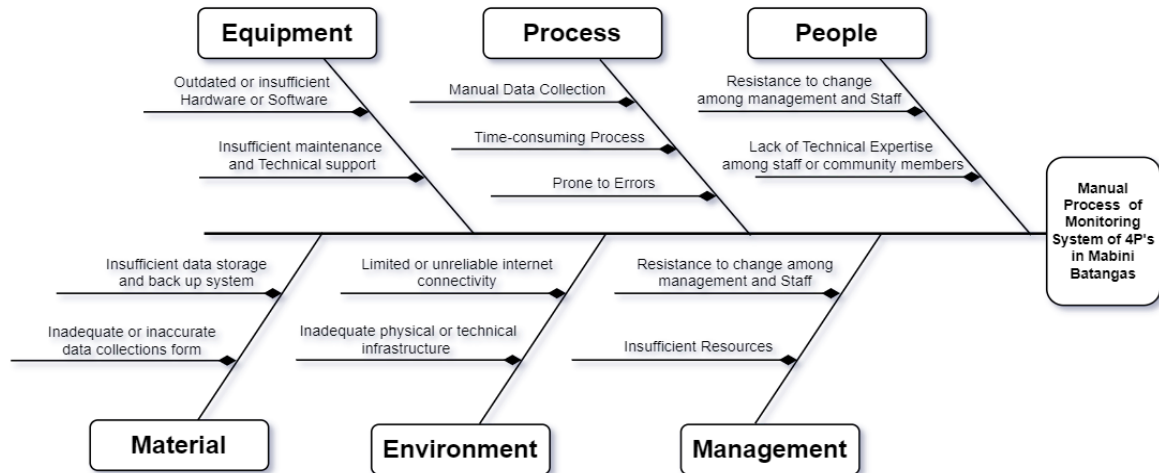 Equipment
Process
People
Outdated or insufficient
Hardware or Software
Insufficient maintenance
and Technical support
Manual Data Collection
Time-consuming Process
Prone to Errors
Resistance to change
among management and Staff
Lack of Technical Expertise
among staff or community members
Manual
Process of
Monitoring
System of 4P's
in Mabini
Batangas
Insufficient data storage
and back up system
Inadequate or inaccurate
data collections form
Limited or unreliable internet
connectivity
Inadequate physical or technical
infrastructure
Resistance to change among
management and Staff
Insufficient Resources
Material
Environment
Management